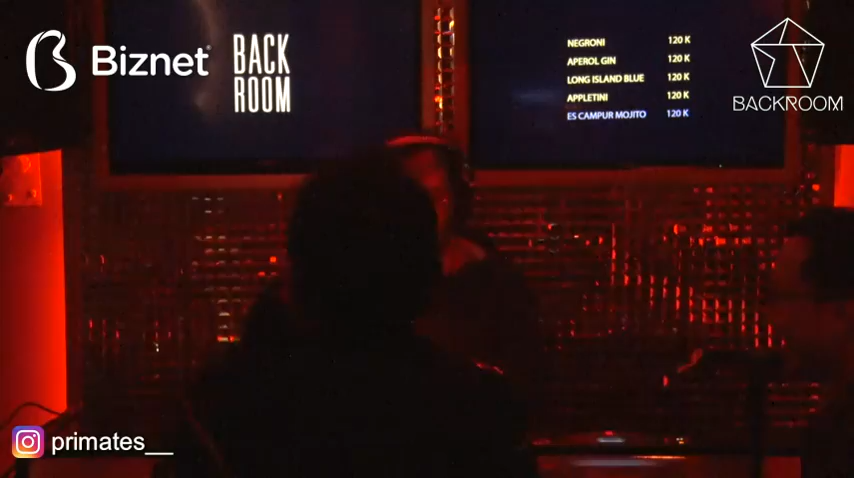 Biznet
BACK
ROOM
NEGRONI 120 K
APEROL GIN 120 K
LONG ISLAND BLUE 120 K
APPLETINI 120 K
ES CAMPUR MOJITO 120 K
BACKROOM
primates__